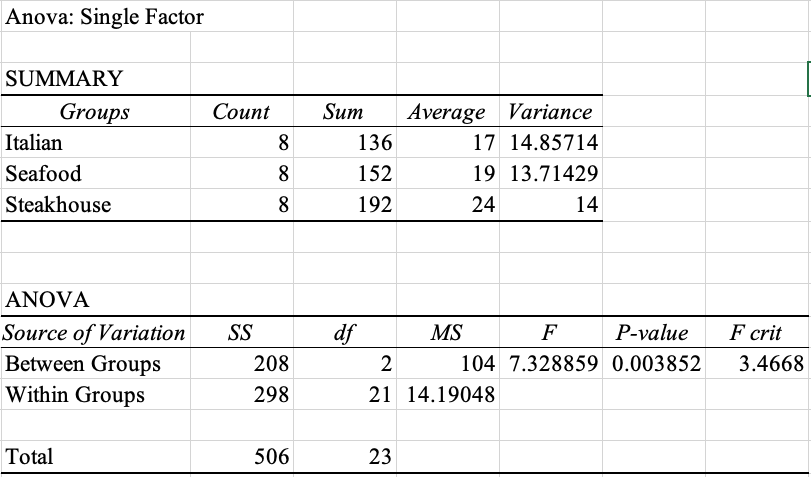 Anova: Single Factor
SUMMARY
Groups Count Sum Average Variance
Italian 8 136 17 14.85714
Seafood 8 152 19 13.71429
Steakhouse 8 192 24 14
ANOVA
Source of Variation SS df MS F P-value F crit
Between Groups 208 2 104 7.328859 0.003852 3.4668
Within Groups 298 21 14.19048
Total 506 23